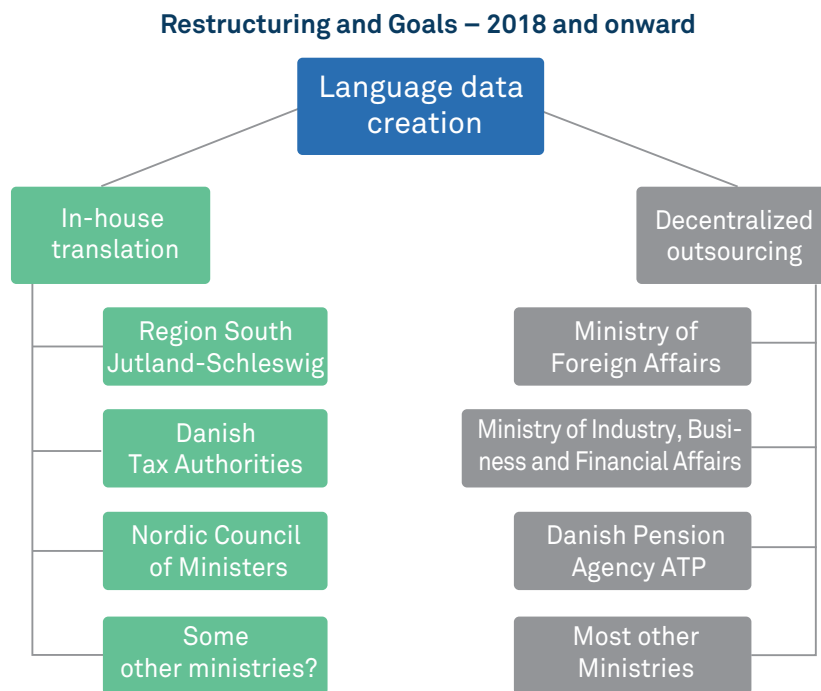 Restructuring and Goals – 2018 and onward
Language data
creation
In-house
translation
Region South
Jutland-Schleswig
Danish
Tax Authorities
Nordic Council
of Ministers
Some
other ministries?
Decentralized
outsourcing
Ministry of
Foreign Affairs
Ministry of Industry, Busi-
ness and Financial Affairs
Danish Pension
Agency ATP
Most other
Ministries